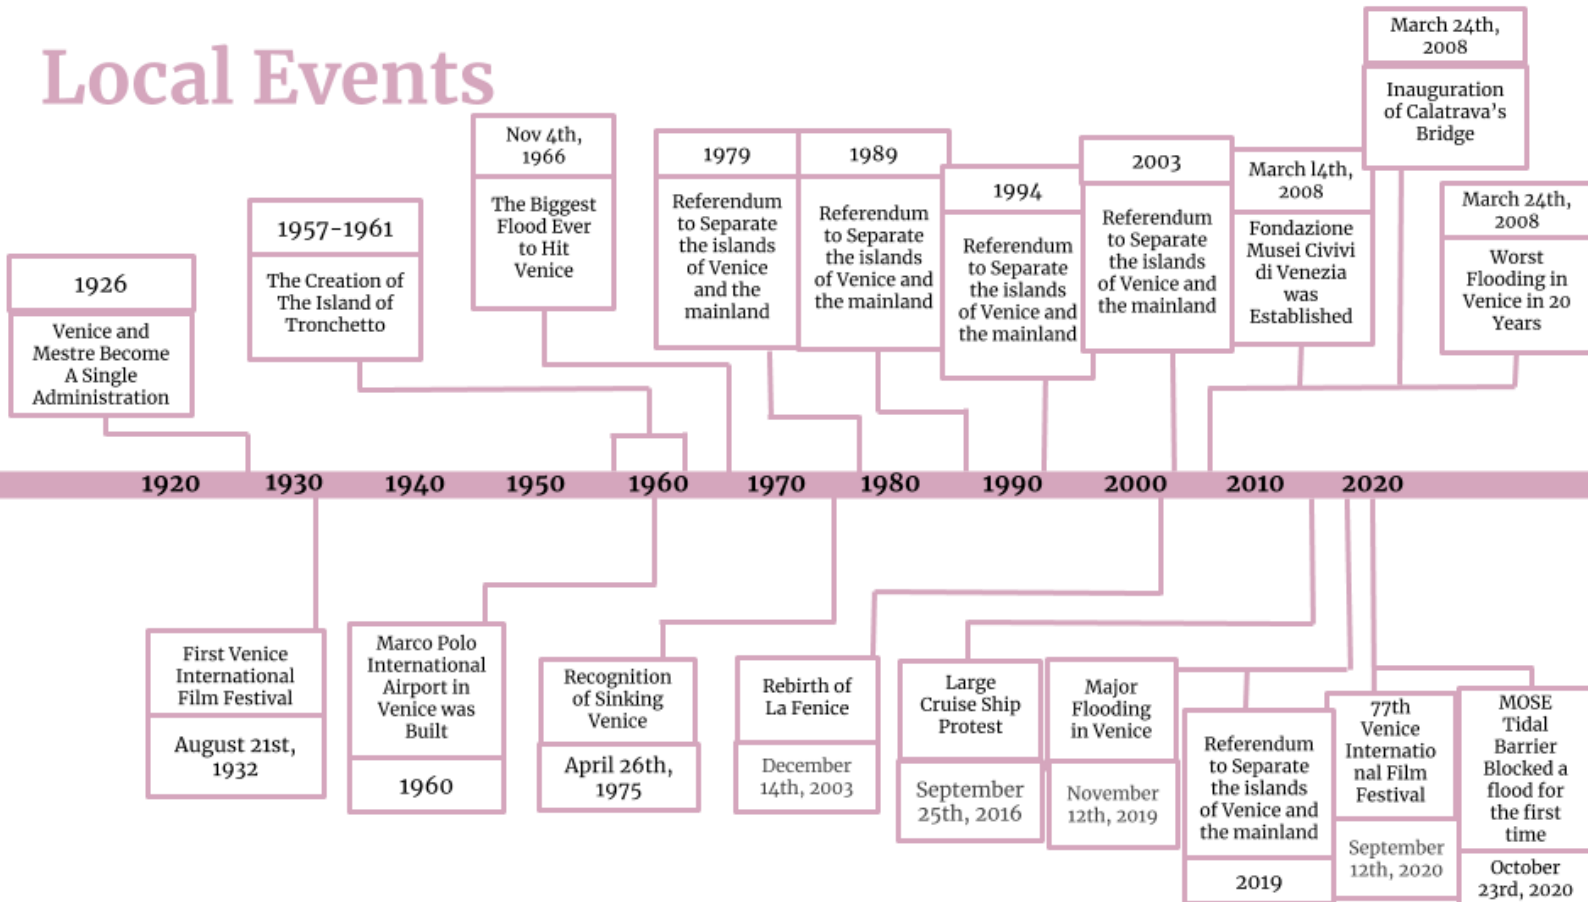 Local Events
1926
Venice and
Mestre Become
A Single
Administration
1957-1961
The Creation of
The Island of
Tronchetto
Nov 4th,
1966
The Biggest
Flood Ever
to Hit
Venice
1979
Referendum
to Separate
the islands
of Venice
and the
mainland
1989
Referendum
to Separate
the islands
of Venice and
the mainland
1994
Referendum
to Separate
the islands
of Venice and
the mainland
2003
Referendum
to Separate
the islands
of Venice and
the mainland
March l4th,
2008
Fondazione
Musei Civivi
di Venezia
was
Established
March 24th,
2008
Inauguration
of Calatrava's
Bridge
March 24th,
2008
Worst
Flooding in
Venice in 20
Years
1920 1930 1940 1950 1960 1970 1980 1990 2000 2010 2020
First Venice
International
Film Festival
August 21st,
1932
Marco Polo
International
Airport in
Venice was
Built
1960
Recognition
of Sinking
Venice
April 26th,
1975
Rebirth of
La Fenice
December
14th, 2003
Large
Cruise Ship
Protest
September
25th, 2016
Major
Flooding
in Venice
November
12th, 2019
Referendum
to Separate
the islands
of Venice and
the mainland
2019
77th
Venice
Internatio
nal Film
Festival
September
12th, 2020
MOSE
Tidal
Barrier
Blocked a
flood for
the first
time
October
23rd, 2020